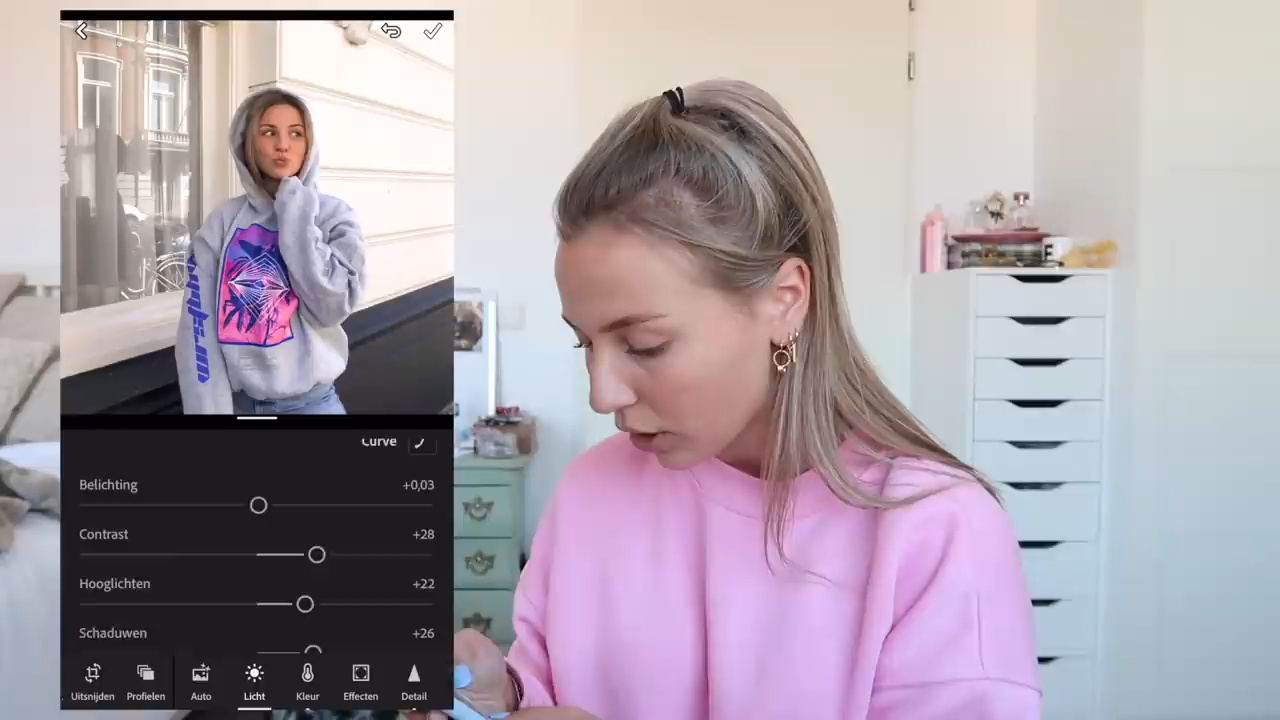 Curve
Belichting +0,03
Contrast +28
Hooglichten +22
Schaduwen +26
Uitsnijden Profielen Auto Licht Kleur Effecten Detail